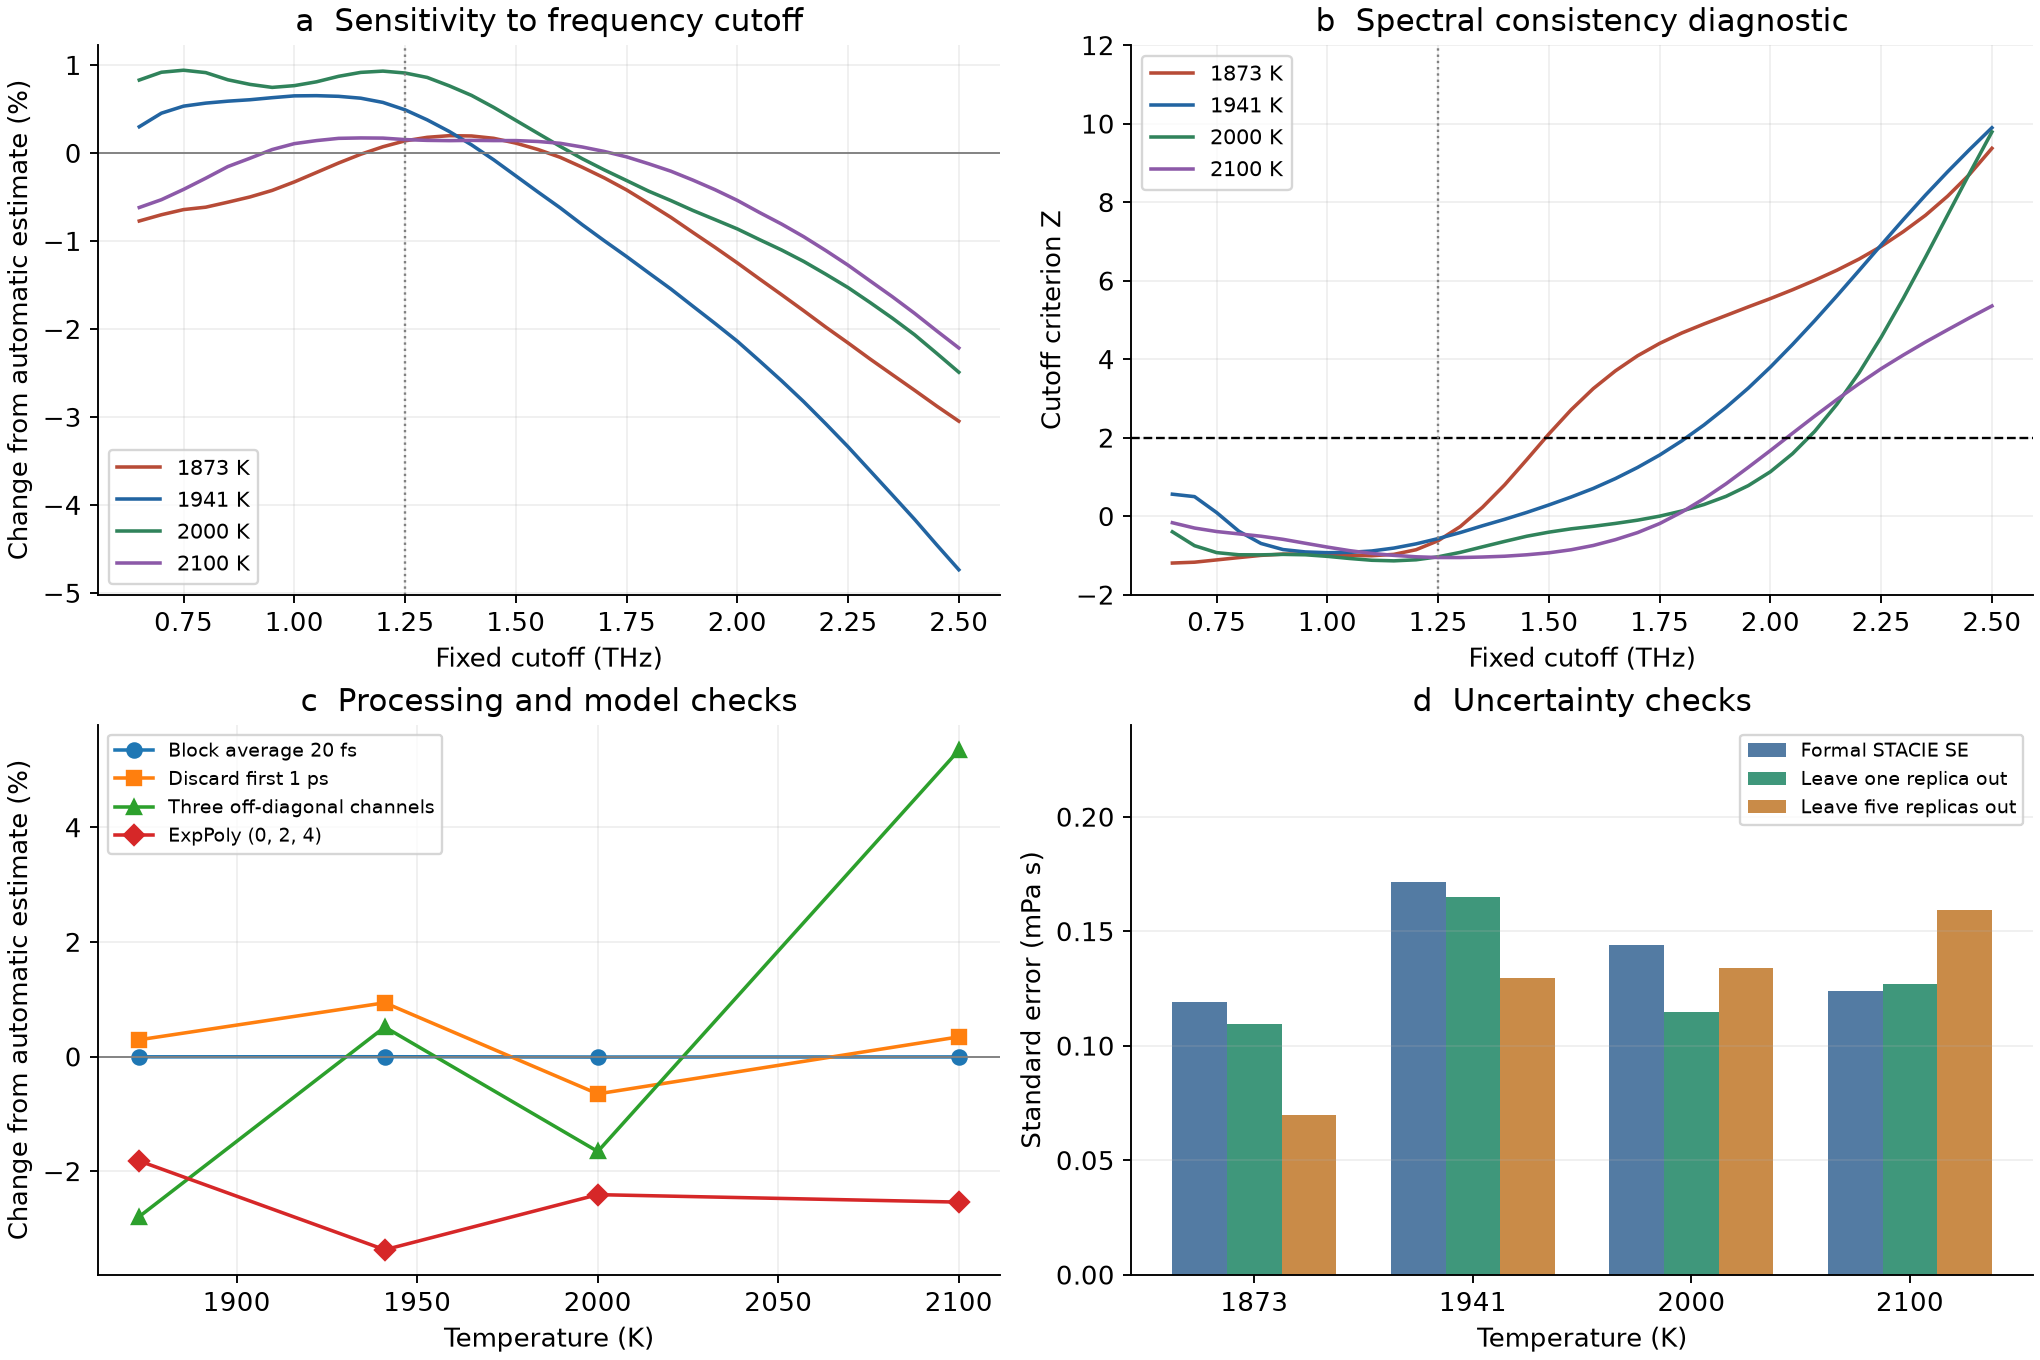 a Sensitivity to frequency cutoff
Change from automatic estimate (%)
1
0
−1
−2
−3
−4
−5
1873 K
1941 K
2000 K
2100 K
0.75 1.00 1.25 1.50 1.75 2.00 2.25 2.50
Fixed cutoff (THz)
b Spectral consistency diagnostic
Cutoff criterion Z
12
10
8
6
4
2
0
−2
1873 K
1941 K
2000 K
2100 K
0.75 1.00 1.25 1.50 1.75 2.00 2.25 2.50
Fixed cutoff (THz)
c Processing and model checks
Change from automatic estimate (%)
4
2
0
−2
Block average 20 fs
Discard first 1 ps
Three off-diagonal channels
ExpPoly (0, 2, 4)
1900 1950 2000 2050 2100
Temperature (K)
d Uncertainty checks
Standard error (mPa s)
0.20
0.15
0.10
0.05
0.00
Formal STACIE SE
Leave one replica out
Leave five replicas out
1873 1941 2000 2100
Temperature (K)